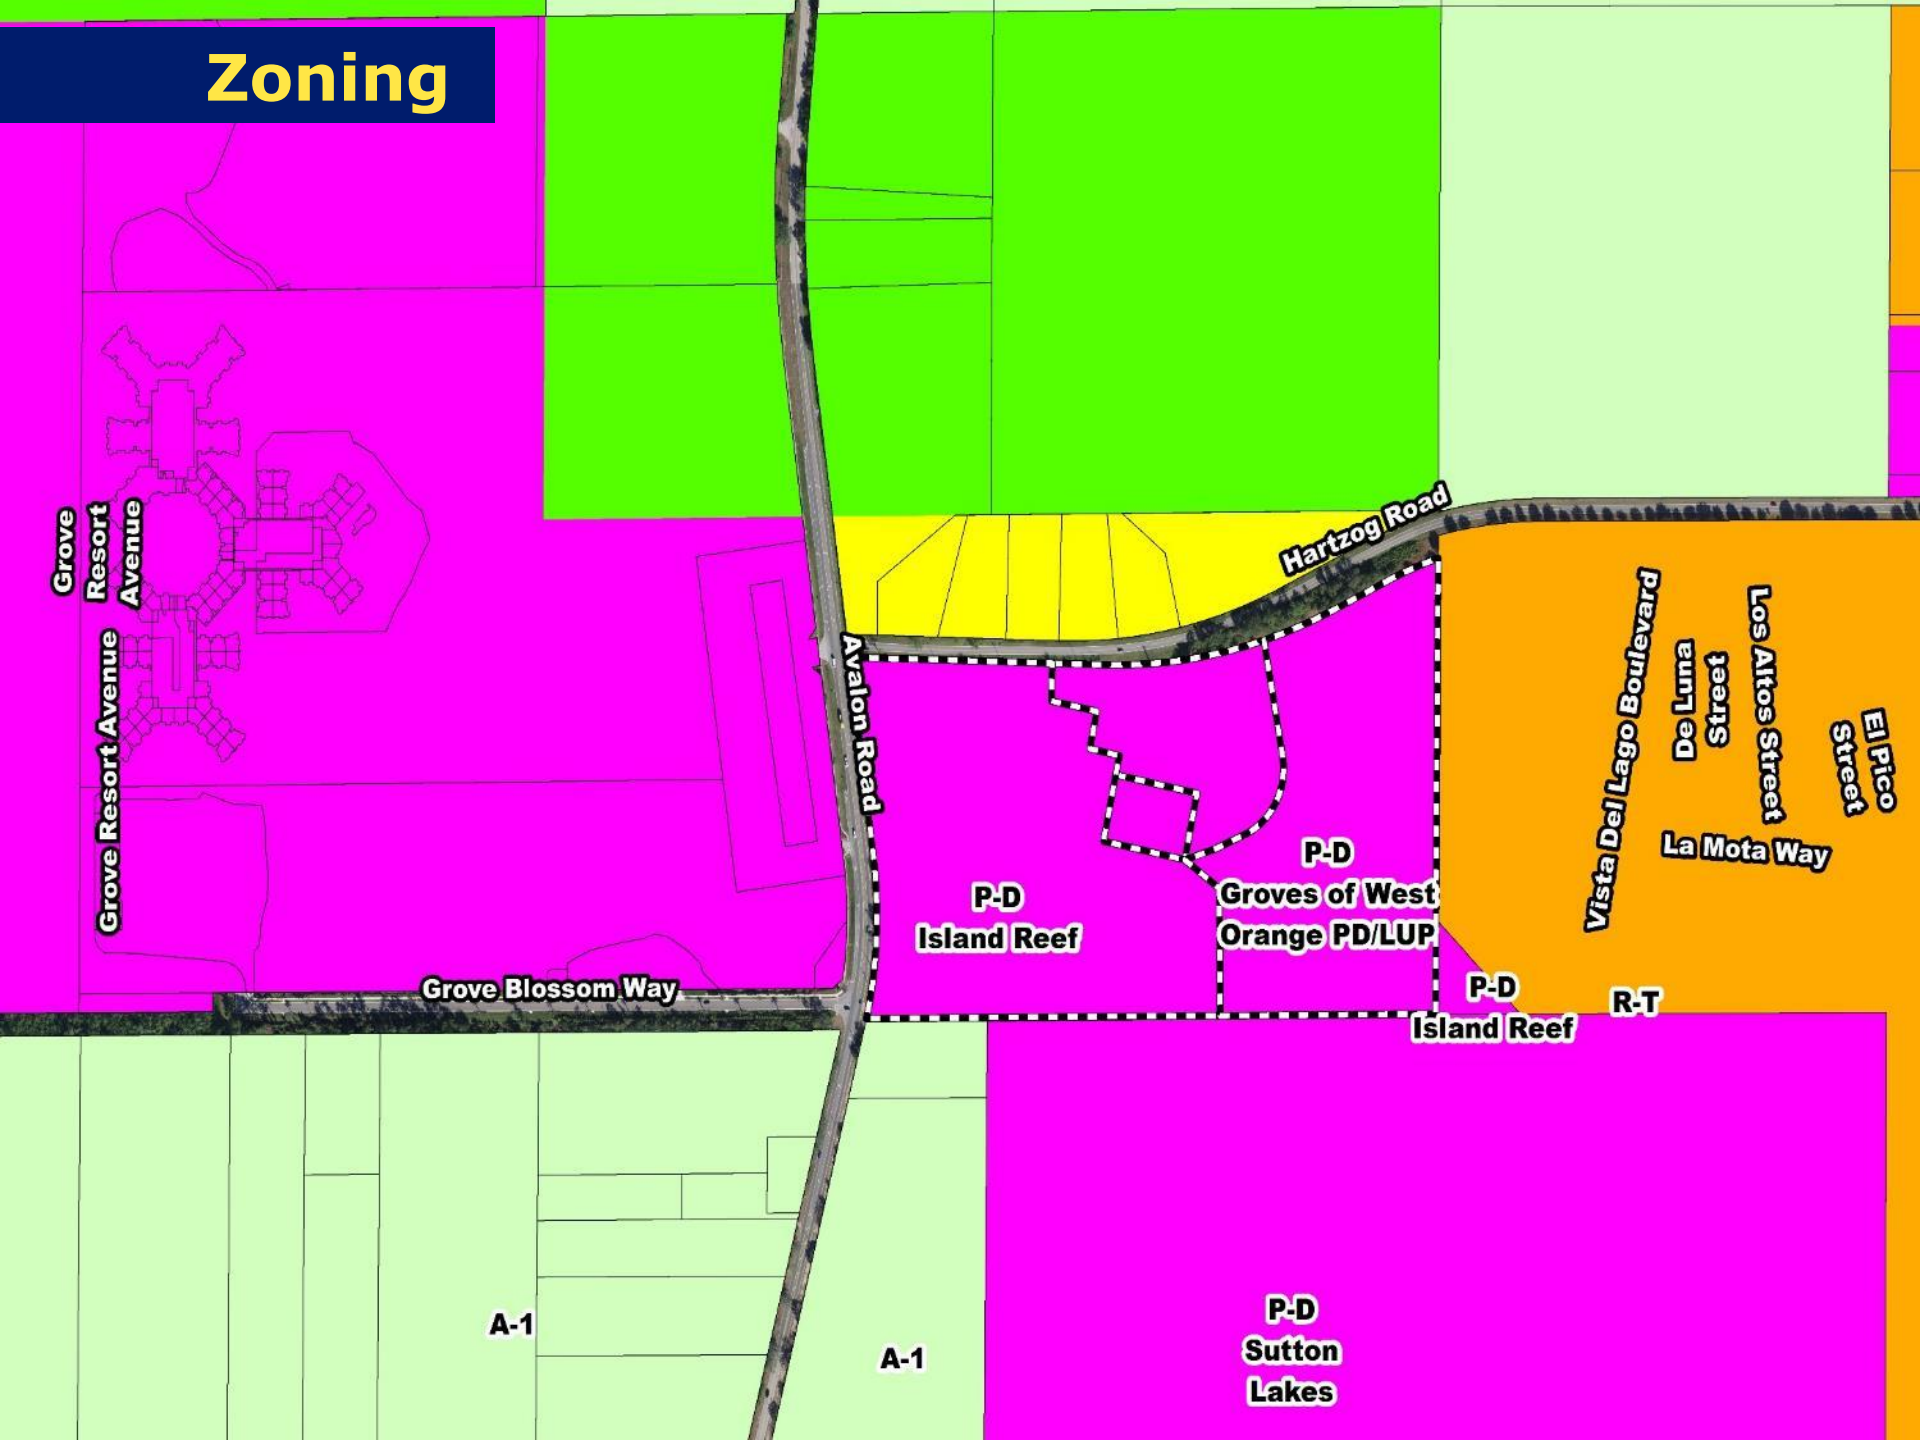 Zoning
Hartzog Road
Grove
Resort
Avenue
Grove Resort Avenue
Avalon Road
Vista Del Lago Boulevard
De Luna
Street
Los Altos Street
El Pico
Street
La Mota Way
P-D
Groves of West
Orange PD/LUP
P-D
Island Reef
Grove Blossom Way
P-D
Island Reef
R-T
A-1
A-1
P-D
Sutton
Lakes